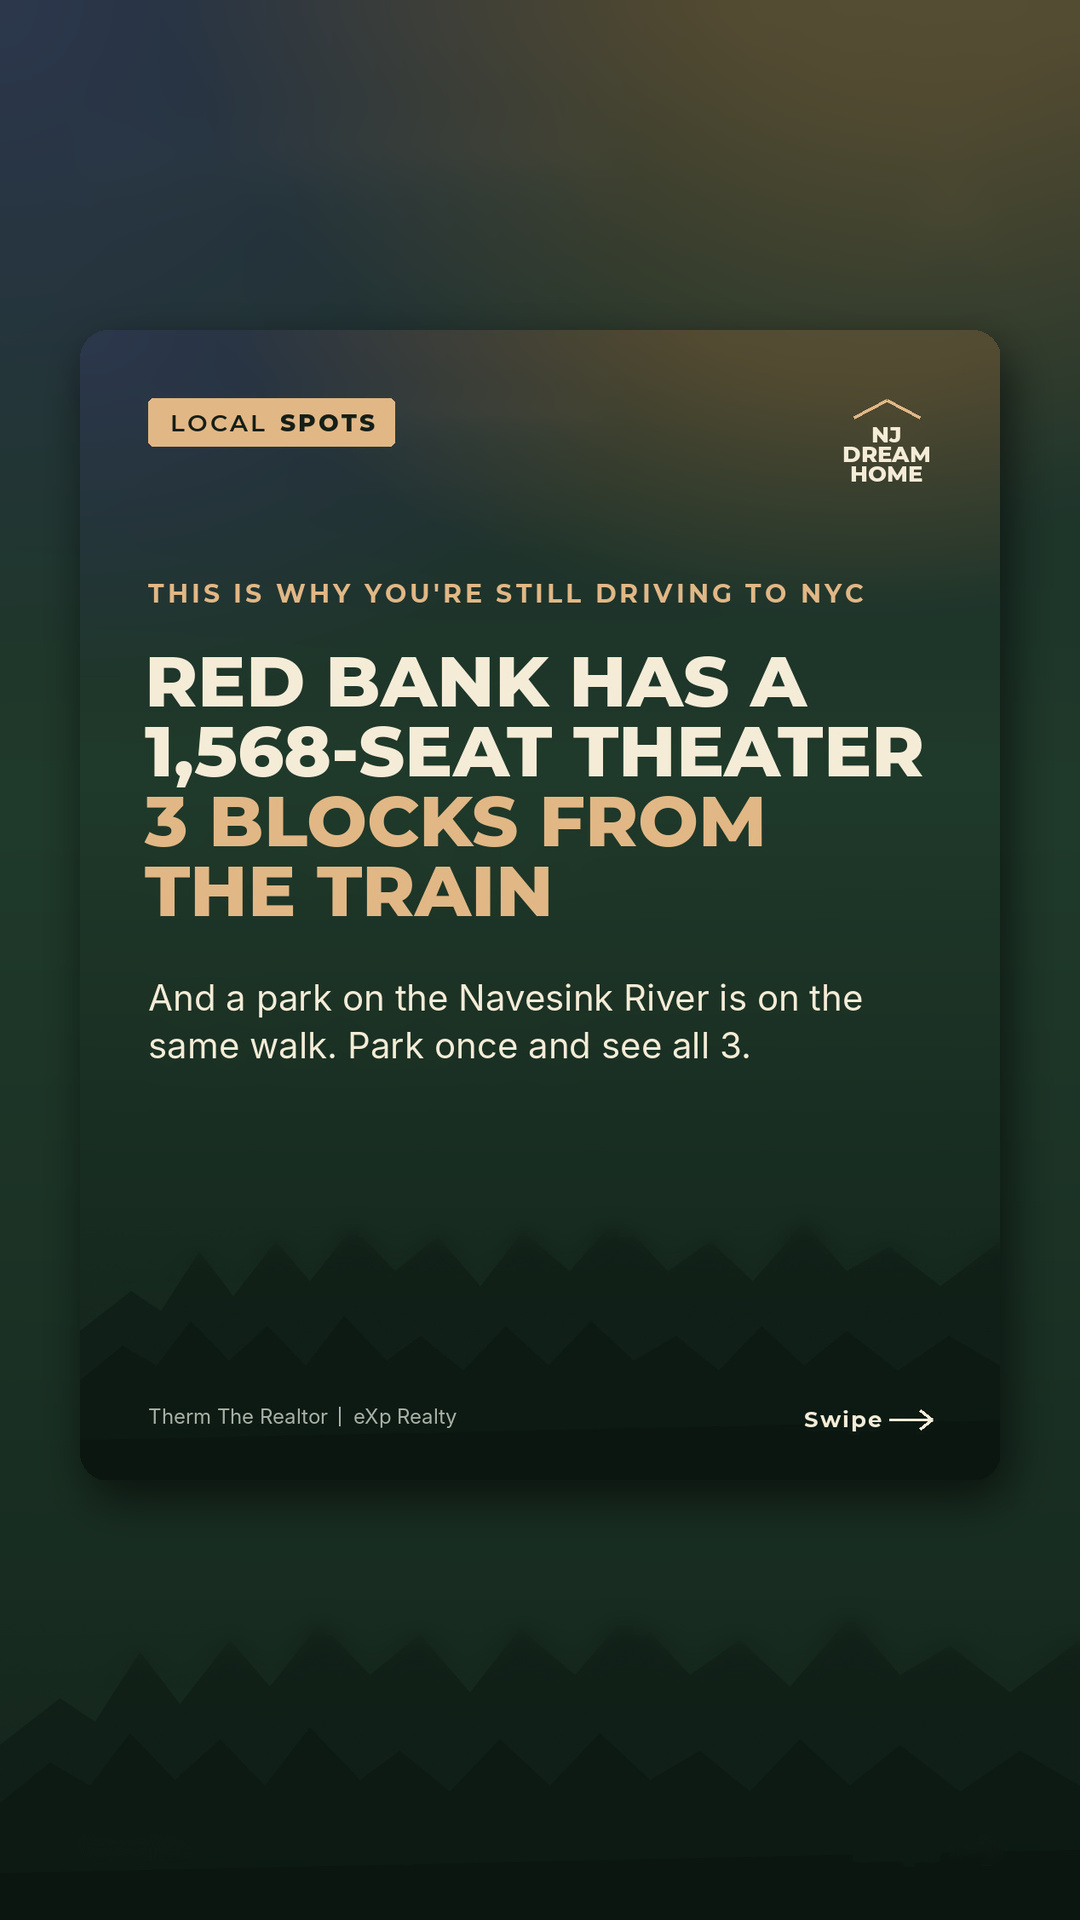 LOCAL SPOTS
NJ
DREAM
HOME
THIS IS WHY YOU'RE STILL DRIVING TO NYC
RED BANK HAS A
1,568-SEAT THEATER
3 BLOCKS FROM
THE TRAIN
And a park on the Navesink River is on the
same walk. Park once and see all 3.
Therm The Realtor | eXp Realty
Swipe